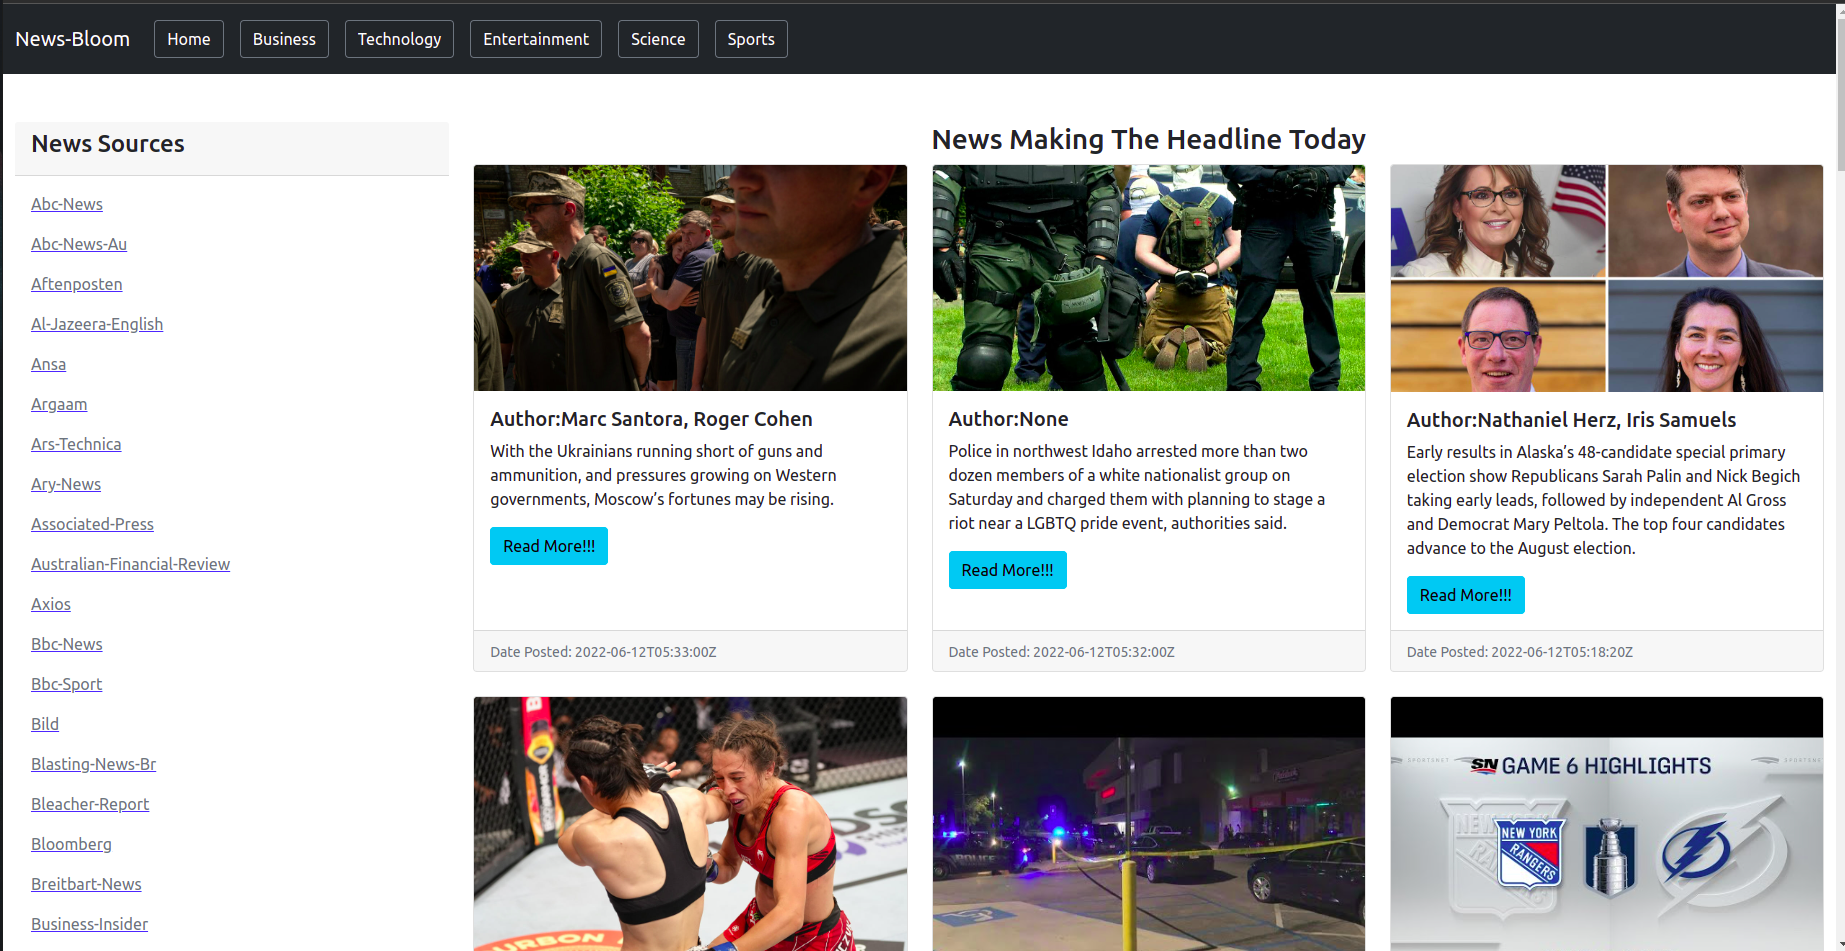 News-Bloom
Home
Business
Technology
Entertainment
Science
Sports
News Sources
Abc-News
Abc-News-Au
Aftenposten
Al-Jazeera-English
Ansa
Argaam
Ars-Technica
Ary-News
Associated-Press
Australian-Financial-Review
Axios
Bbc-News
Bbc-Sport
Bild
Blasting-News-Br
Bleacher-Report
Bloomberg
Breitbart-News
Business-Insider
News Making The Headline Today
Author:Marc Santora, Roger Cohen
With the Ukrainians running short of guns and
ammunition, and pressures growing on Western
governments, Moscow’s fortunes may be rising.
Read More!!!
Date Posted: 2022-06-12T05:33:00Z
Author:None
Police in northwest Idaho arrested more than two
dozen members of a white nationalist group on
Saturday and charged them with planning to stage a
riot near a LGBTQ pride event, authorities said.
Read More!!!
Date Posted: 2022-06-12T05:32:00Z
Author:Nathaniel Herz, Iris Samuels
Early results in Alaska’s 48-candidate special primary
election show Republicans Sarah Palin and Nick Begich
taking early leads, followed by independent Al Gross
and Democrat Mary Peltola. The top four candidates
advance to the August election.
Read More!!!
Date Posted: 2022-06-12T05:18:20Z
SPORTSNET
SN GAME 6 HIGHLIGHTS
NEW YORK
RANGERS